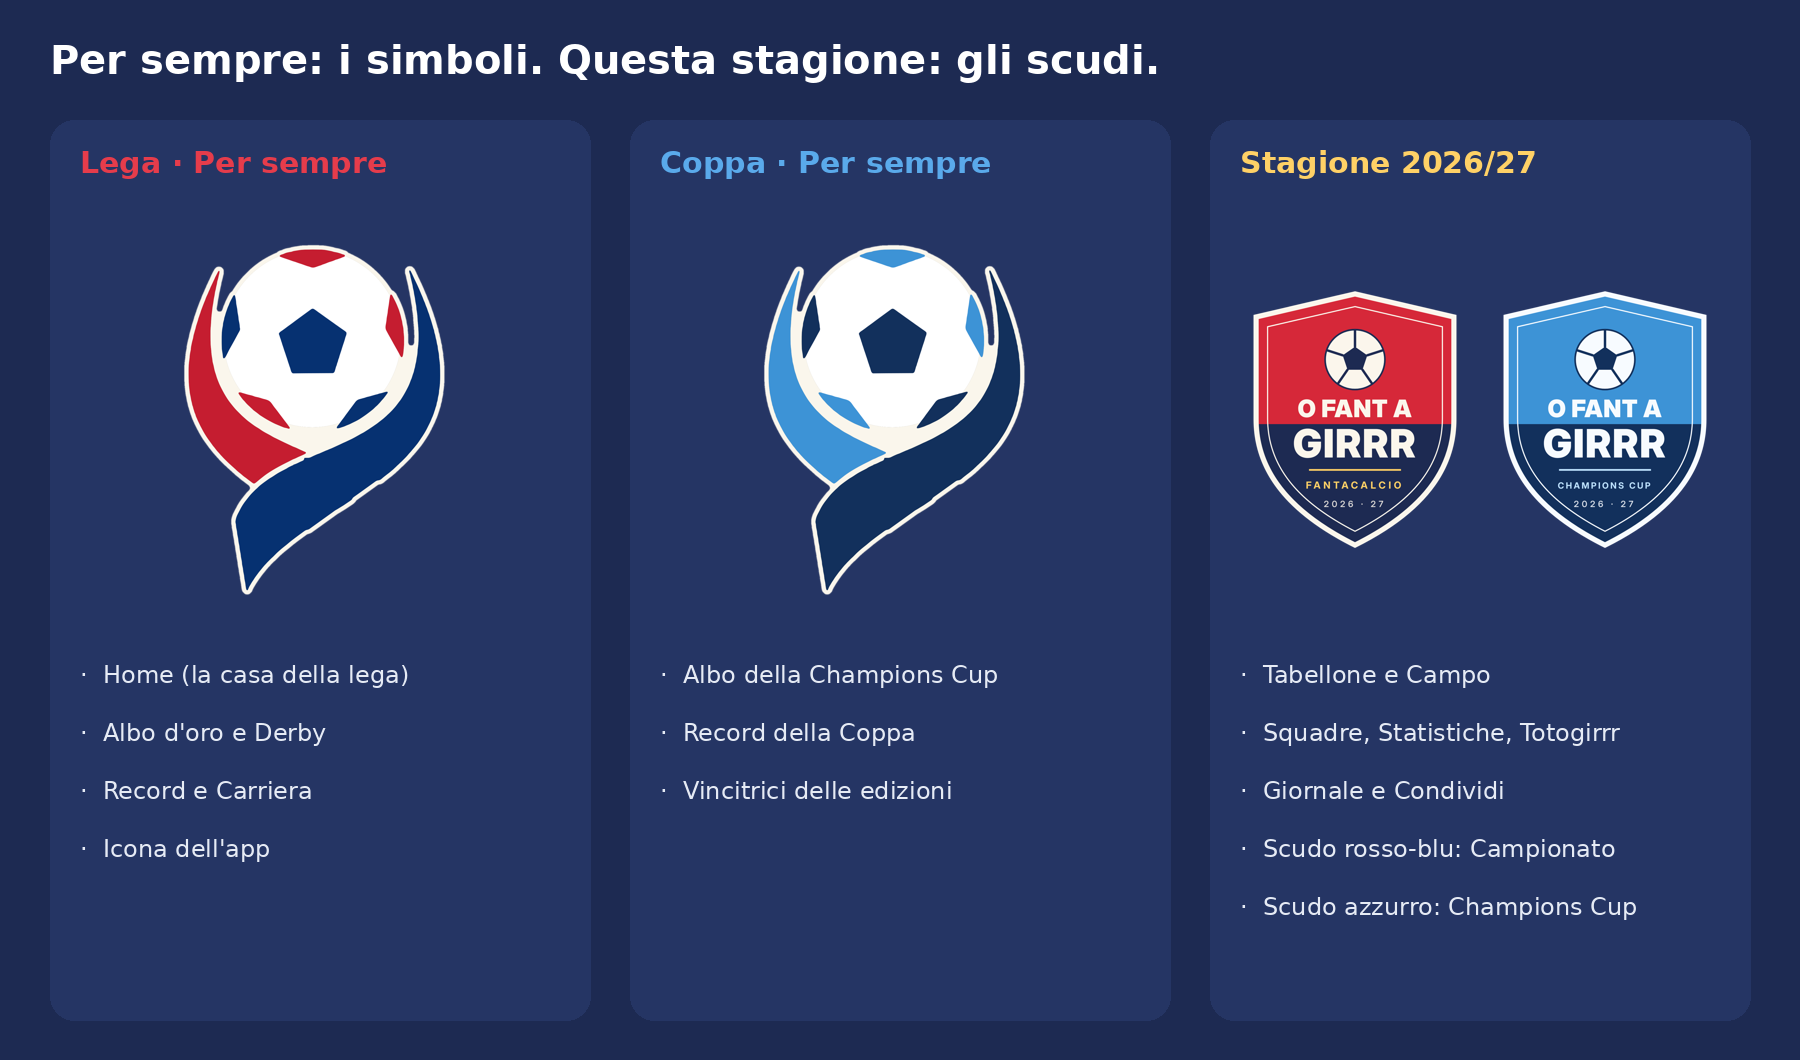 Per sempre: i simboli. Questa stagione: gli scudi.
Lega · Per sempre
· Home (la casa della lega)
· Albo d'oro e Derby
· Record e Carriera
· Icona dell'app
Coppa · Per sempre
· Albo della Champions Cup
· Record della Coppa
· Vincitrici delle edizioni
Stagione 2026/27
O FANT A
GIRRR
FANTACALCIO
2026 · 27
O FANT A
GIRRR
CHAMPIONS CUP
2026 · 27
· Tabellone e Campo
· Squadre, Statistiche, Totogirrr
· Giornale e Condividi
· Scudo rosso-blu: Campionato
· Scudo azzurro: Champions Cup